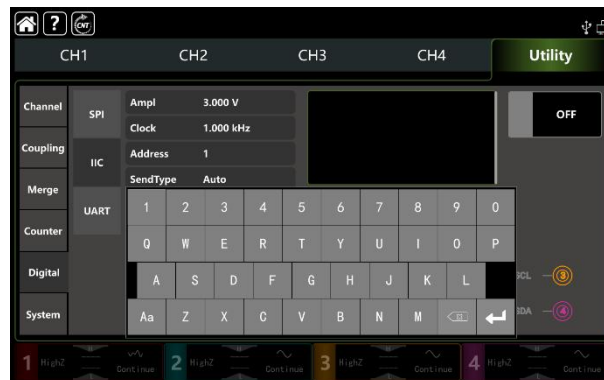 ? CNT
CH1 CH2 CH3 CH4 Utility
Channel
Coupling
Merge
Counter
Digital
System
SPI
IIC
UART
Ampl 3.000 V
Clock 1.000 kHz
Address 1
SendType Auto
OFF
1 2 3 4 5 6 7 8 9 0
Q W E R T Y U I O P
A S D F G H J K L
Aa Z X C V B N M
SCL 3
SDA 4
1 HighZ Continue 2 HighZ Continue 3 HighZ Continue 4 HighZ Continue